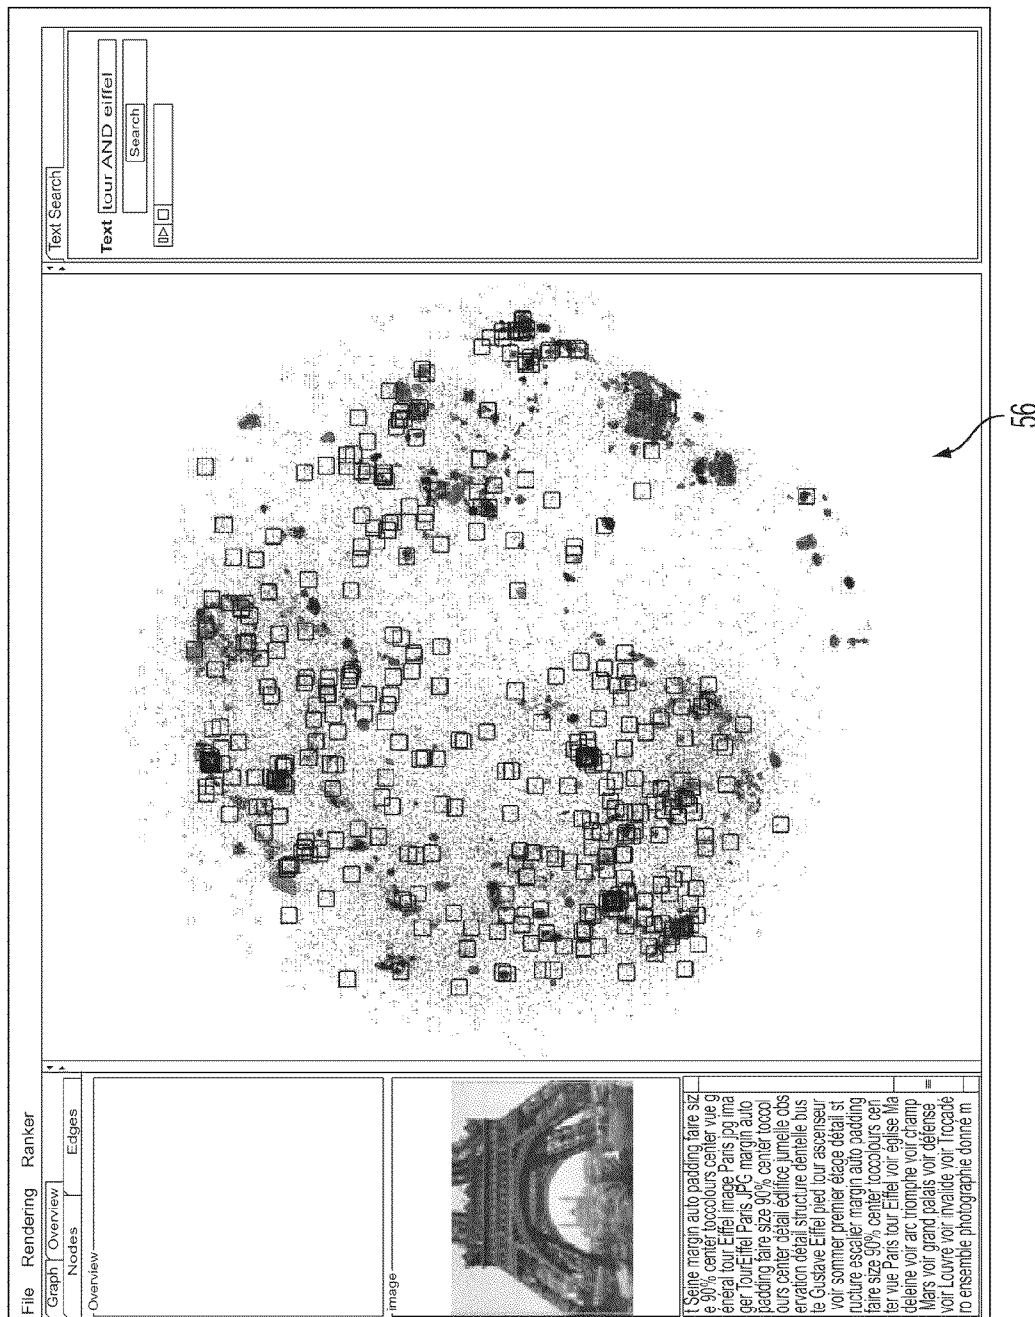 File Rendering Ranker
Graph Overview
Nodes Edges
Overview
image
t Seine margin auto padding faire siz
e 90% center toccolours center vue g
eneral tour Eiffel image Paris jpg ima
ger TourEiffel Paris JPG margin auto
padding faire size 90% center toccol
ours center détail édifice jumelle obs
ervation détail structure dentelle bus
te Gustave Eiffel pied tour ascenseur
voir sommer premier étage détail st
ructure escalier margin auto padding
faire size 90% center toccolours cen
ter vue Paris tour Eiffel voir église Ma
deleine voir arc triomphe voir champ
Mars voir grand palais voir défense
voir Louvre voir invalide voir Trocadé
ro ensemble photographie donné m
Text Search
Text tour AND eiffel
Search
56